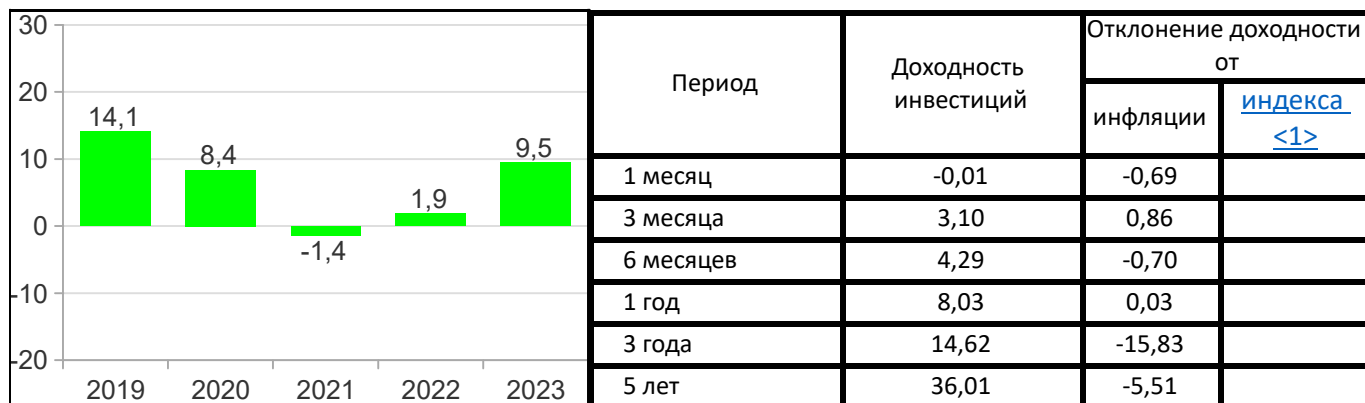 30
20
10
0
-10
-20
14,1
8,4
-1,4
1,9
9,5
2019 2020 2021 2022 2023
Период
Доходность
инвестиций
Отклонение доходности
от
инфляции
индекса
<1>
1 месяц -0,01 -0,69
3 месяца 3,10 0,86
6 месяцев 4,29 -0,70
1 год 8,03 0,03
3 года 14,62 -15,83
5 лет 36,01 -5,51